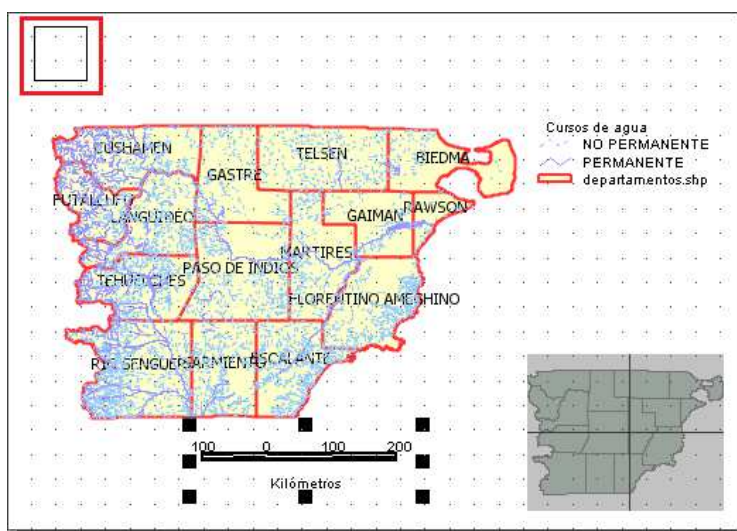 Cursos de agua
NO PERMANENTE
PERMANENTE
departamentos.shp
CUSHAMEN
GASTRE
TELSEN
BIEDMA
FUTALEUFU
LANGUIÑEO
GAIMAN
RAWSON
MARTIRES
PASO DE INDIOS
TEHUELCHES
FLORENTINO AMEGHINO
RIO SENGUER
SARMIENTO
ESCALANTE
100 0 100 200
Kilómetros